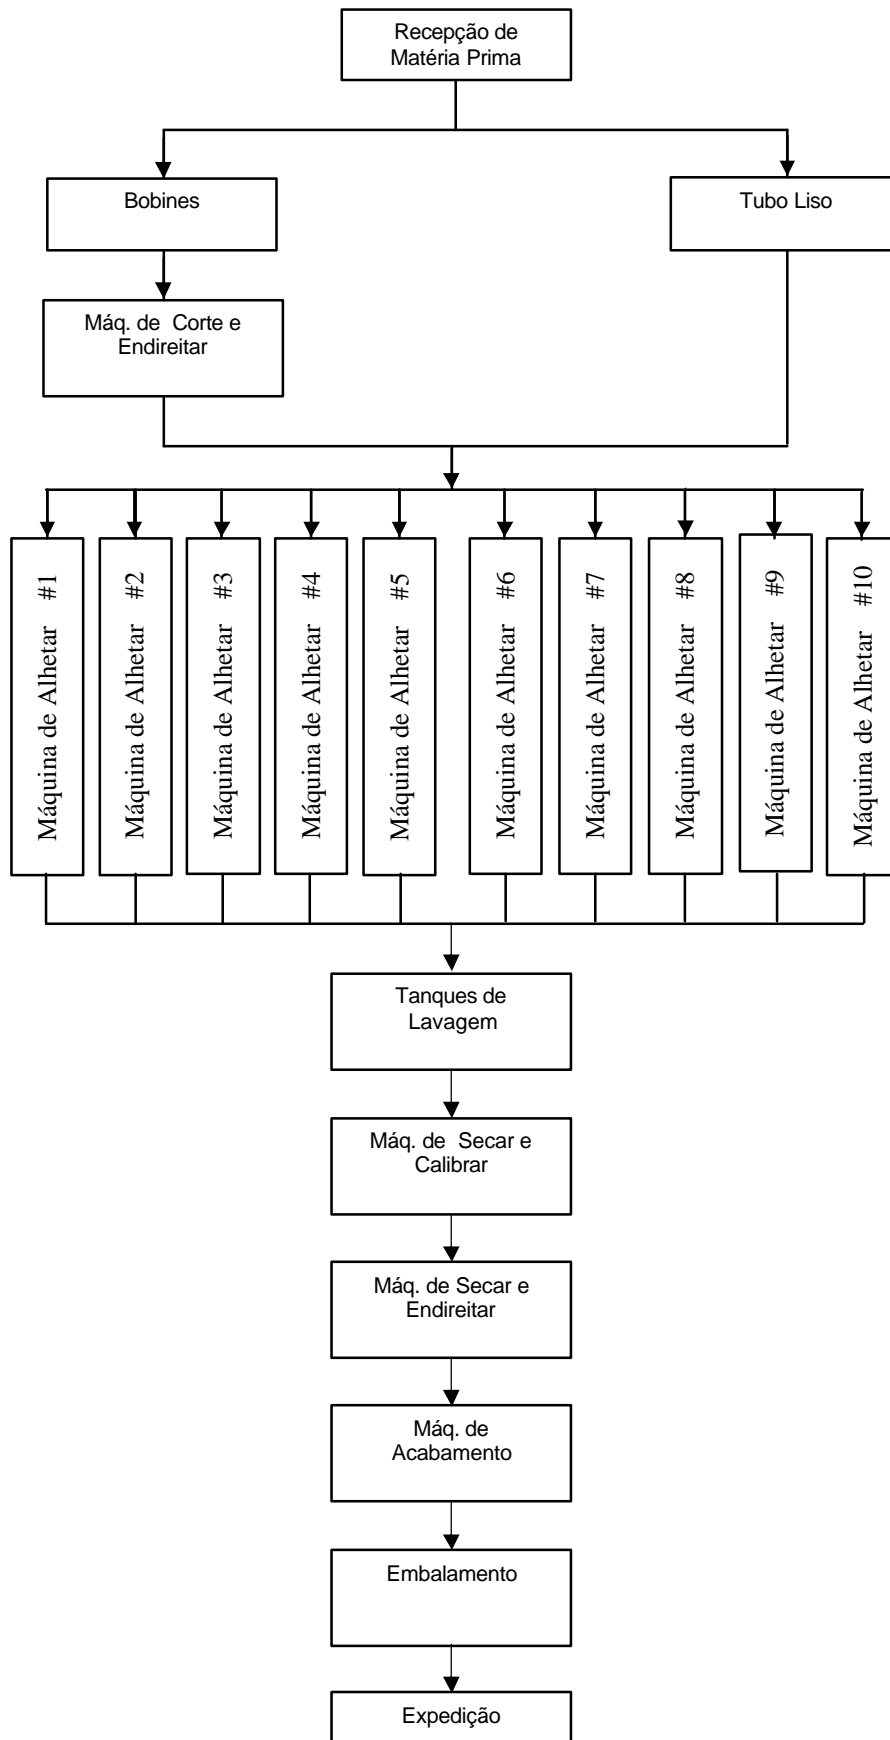 Recepção de
Matéria Prima
Bobines
Tubo Liso
Máq. de  Corte e
Endireitar
Máquina de Alhetar   #1
Máquina de Alhetar   #2
Máquina de Alhetar   #3
Máquina de Alhetar   #4
Máquina de Alhetar   #5
Máquina de Alhetar   #6
Máquina de Alhetar   #7
Máquina de Alhetar   #8
Máquina de Alhetar   #9
Máquina de Alhetar   #10
Tanques de
Lavagem
Máq. de  Secar e
Calibrar
Máq. de Secar e
Endireitar
Máq. de
Acabamento
Embalamento
Expedição